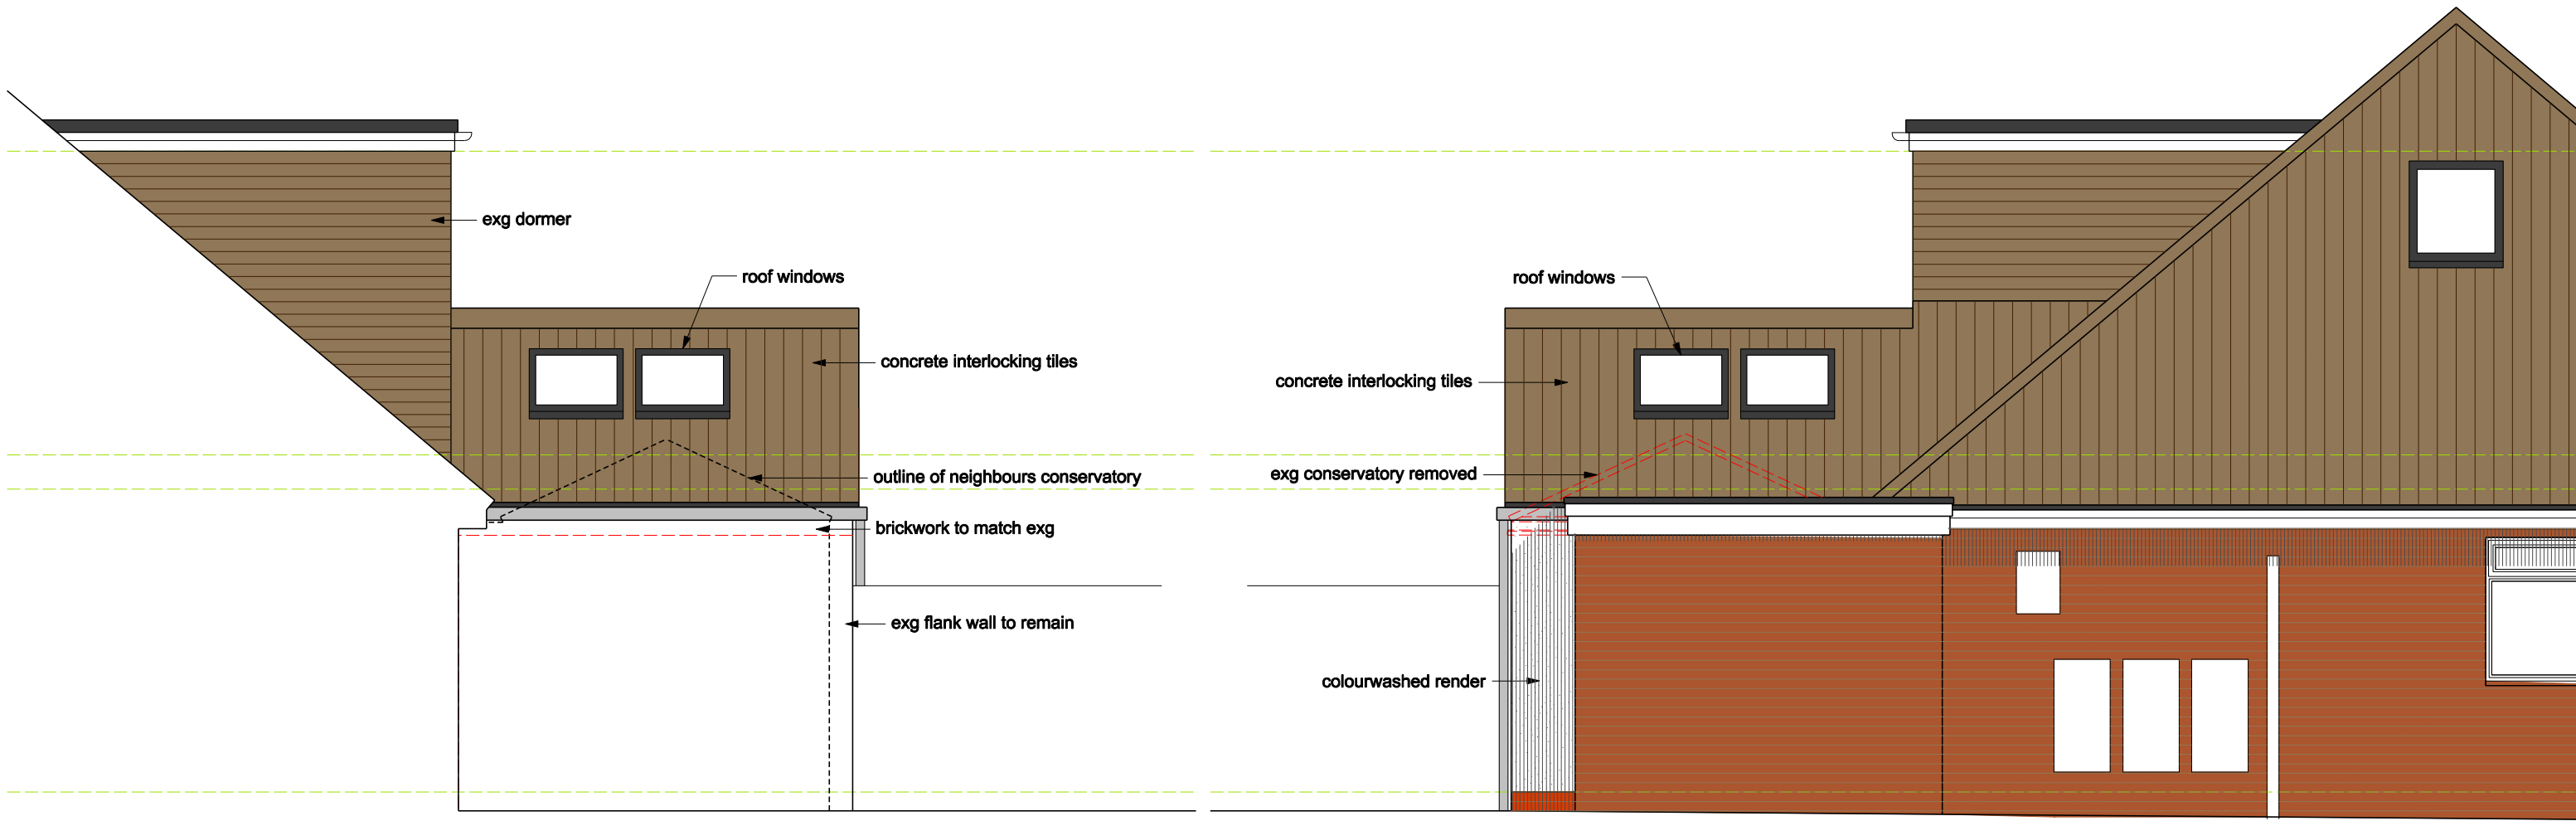 exg dormer
roof windows
concrete interlocking tiles
outline of neighbours conservatory
brickwork to match exg
exg flank wall to remain
roof windows
concrete interlocking tiles
exg conservatory removed
colourwashed render